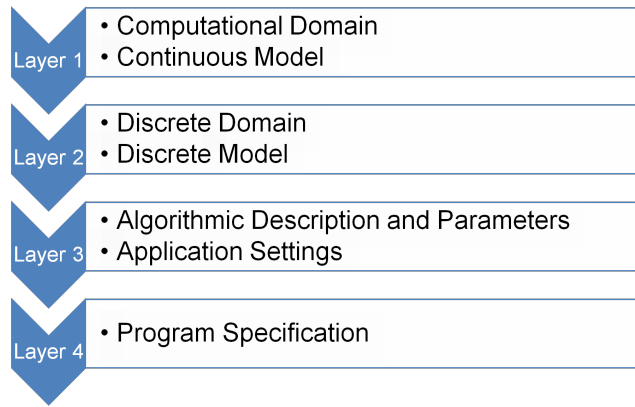 Layer 1
• Computational Domain
• Continuous Model
Layer 2
• Discrete Domain
• Discrete Model
Layer 3
• Algorithmic Description and Parameters
• Application Settings
Layer 4
• Program Specification